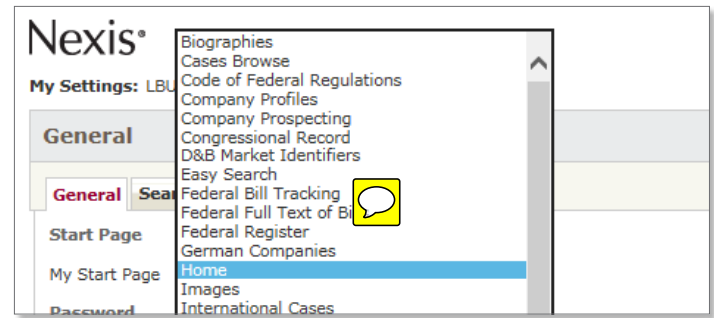 Nexis®
My Settings: LBU
General
General Sear
Start Page
My Start Page
Password
Biographies
Cases Browse
Code of Federal Regulations
Company Profiles
Company Prospecting
Congressional Record
D&B Market Identifiers
Easy Search
Federal Bill Tracking
Federal Full Text of Bi
Federal Register
German Companies
Home
Images
International Cases